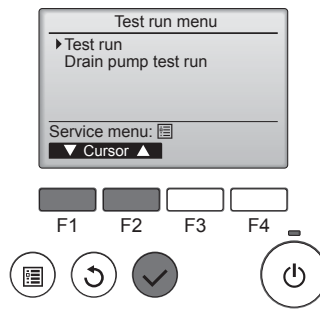 Test run menu
Test run
Drain pump test run
Service menu:
Cursor
F1 F2 F3 F4